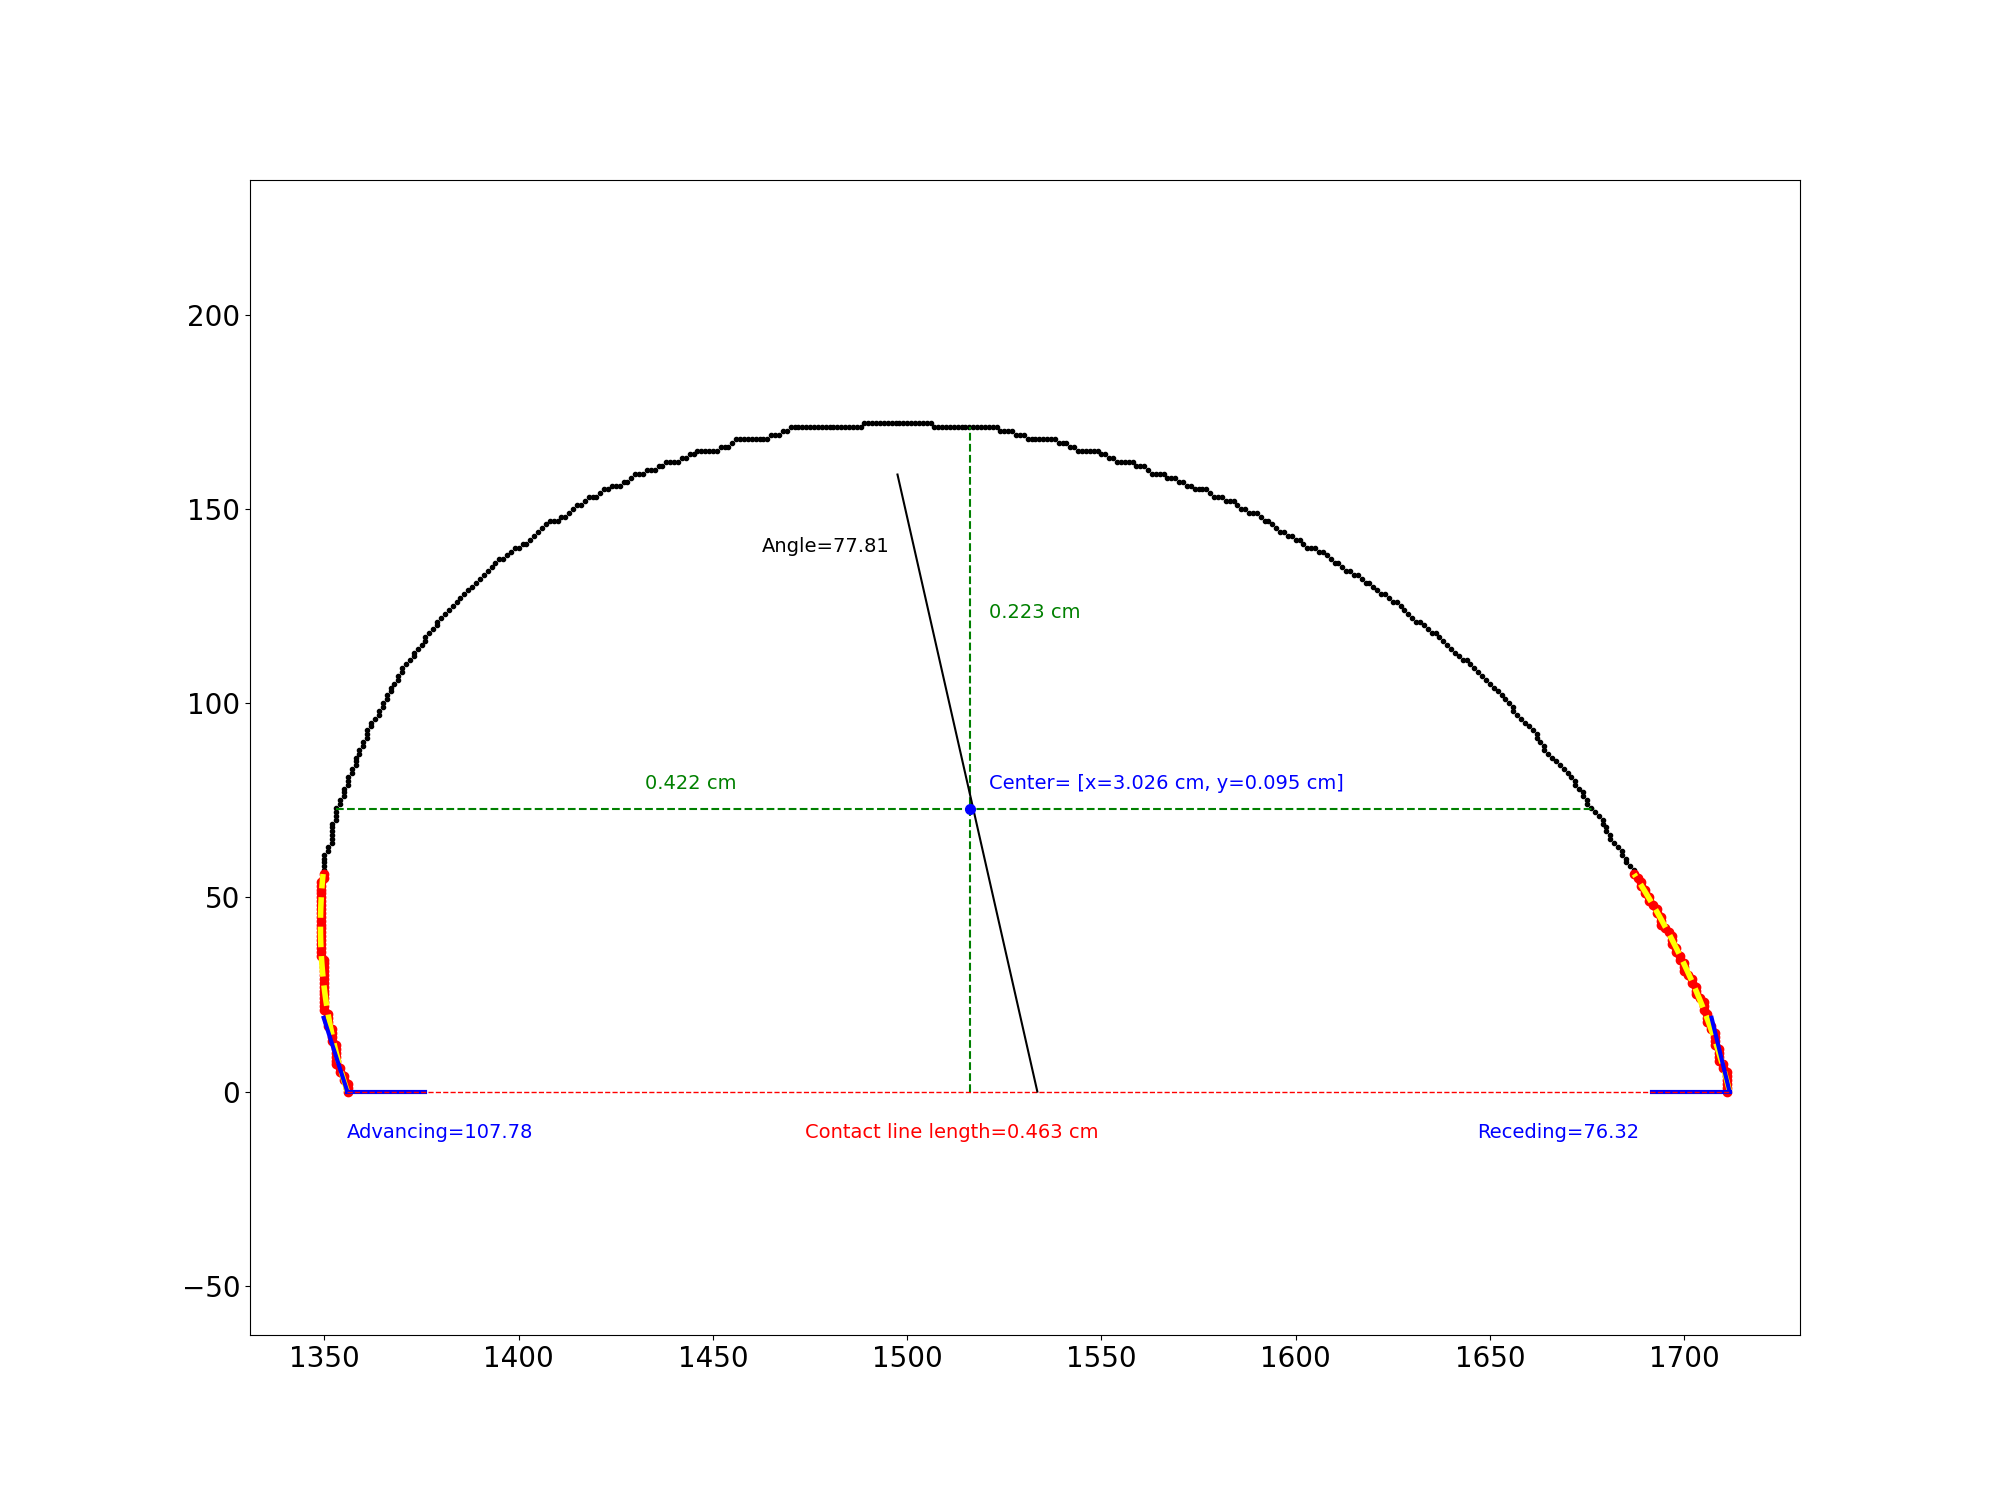 200
150
100
50
0
−50
Angle=77.81
0.223 cm
0.422 cm
Center= [x=3.026 cm, y=0.095 cm]
Advancing=107.78
Contact line length=0.463 cm
Receding=76.32
1350 1400 1450 1500 1550 1600 1650 1700